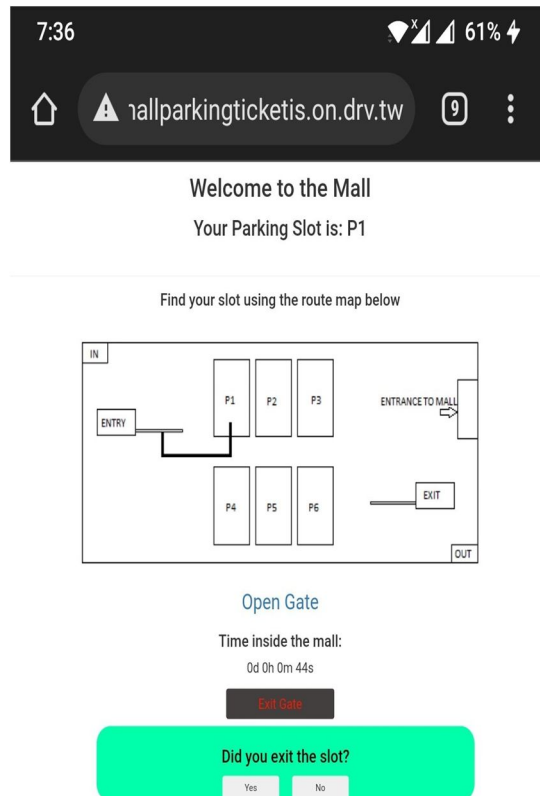 7:36
x 61%
nallparkingticketis.on.drv.tw 9
Welcome to the Mall
Your Parking Slot is: P1
Find your slot using the route map below
IN
P1 P2 P3 ENTRANCE TO MALL
ENTRY
P4 P5 P6 EXIT
OUT
Open Gate
Time inside the mall:
0d 0h 0m 44s
Exit Gate
Did you exit the slot?
Yes No